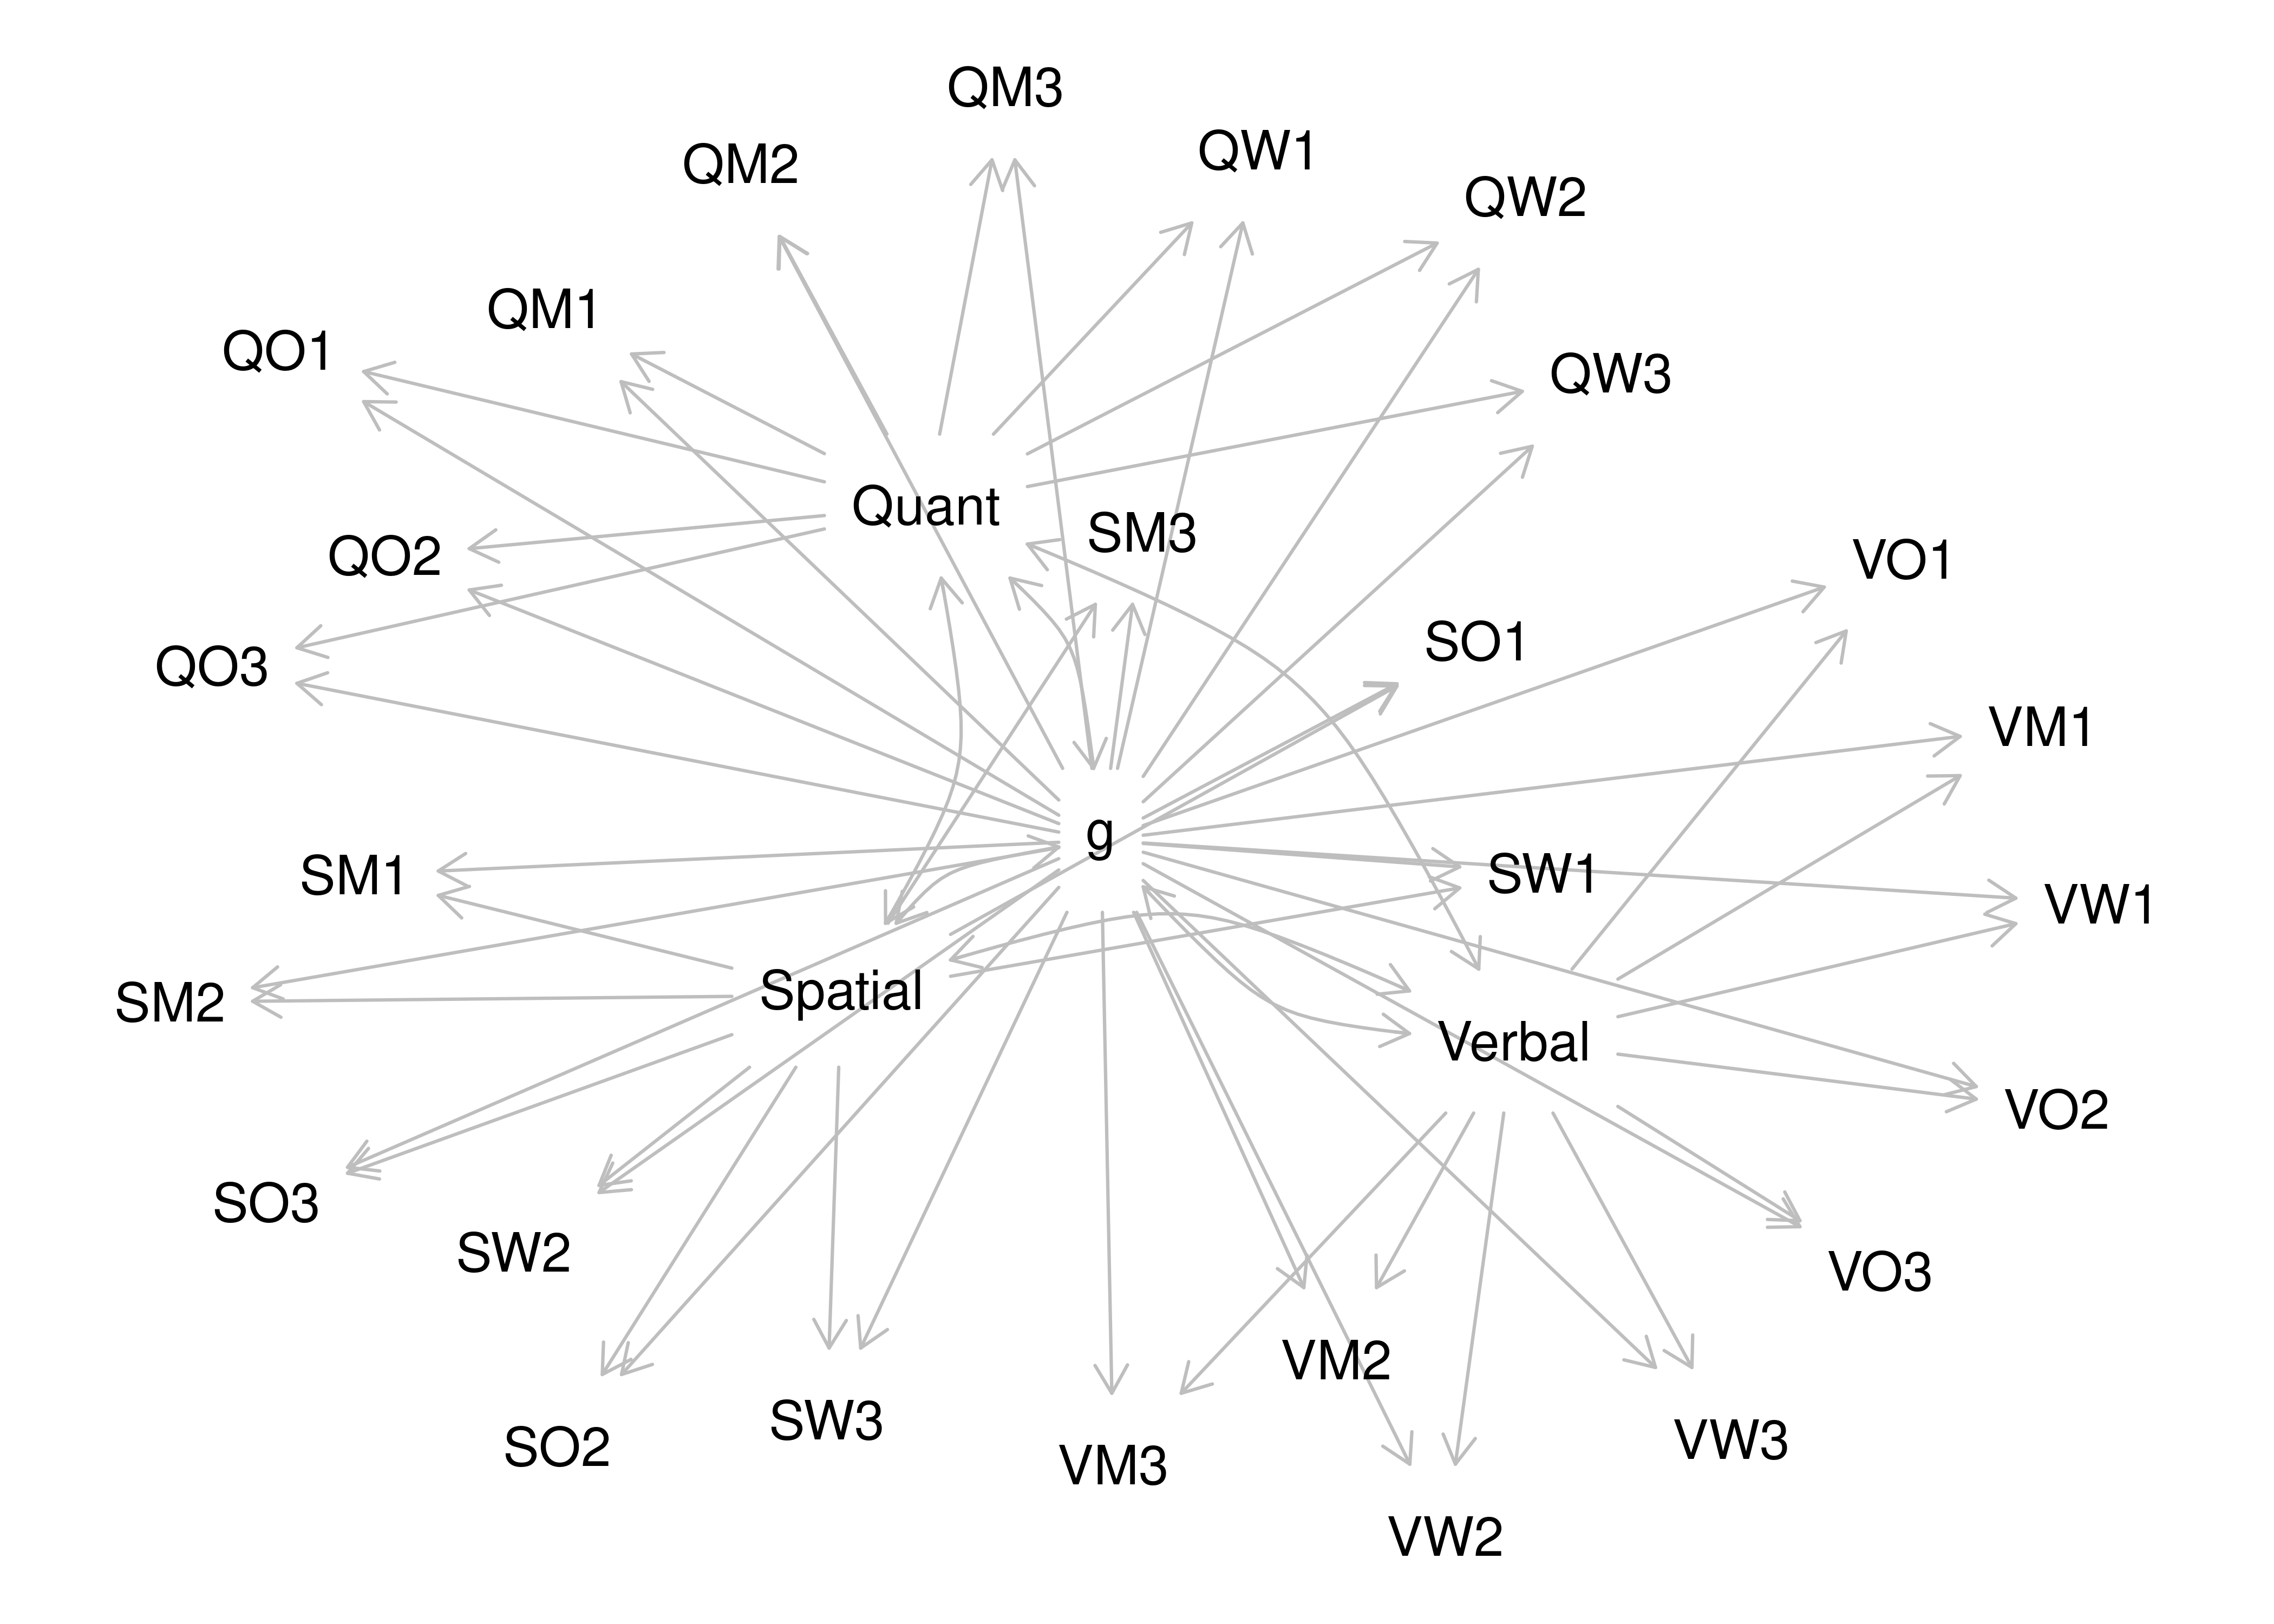 QM3
QW1
QM2
QW2
QM1
QO1
QW3
Quant
SM3
QO2
VO1
SO1
QO3
VM1
g
SM1
SW1
VW1
Spatial
SM2
Verbal
VO2
SO3
SW2
VO3
VM2
SW3
SO2
VW3
VM3
VW2